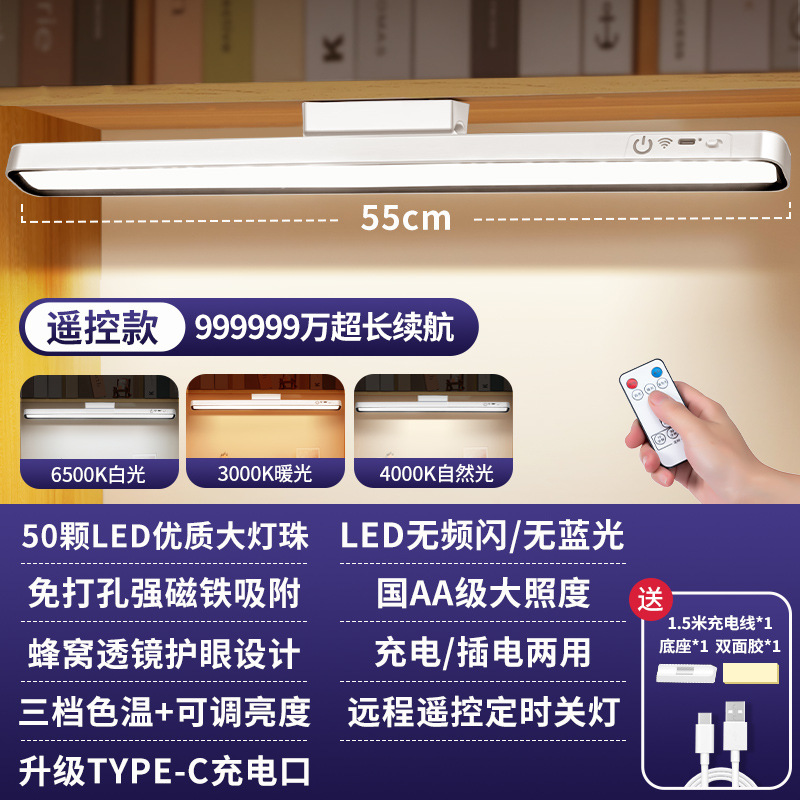 55cm
遥控款 999999万超长续航
6500K白光
3000K暖光
4000K自然光
50颗LED优质大灯珠
LED无频闪/无蓝光
免打孔强磁铁吸附
国AA级大照度
蜂窝透镜护眼设计
充电/插电两用
三档色温+可调亮度
远程遥控定时关灯
升级TYPE-C充电口
送
1.5米充电线*1
底座*1 双面胶*1